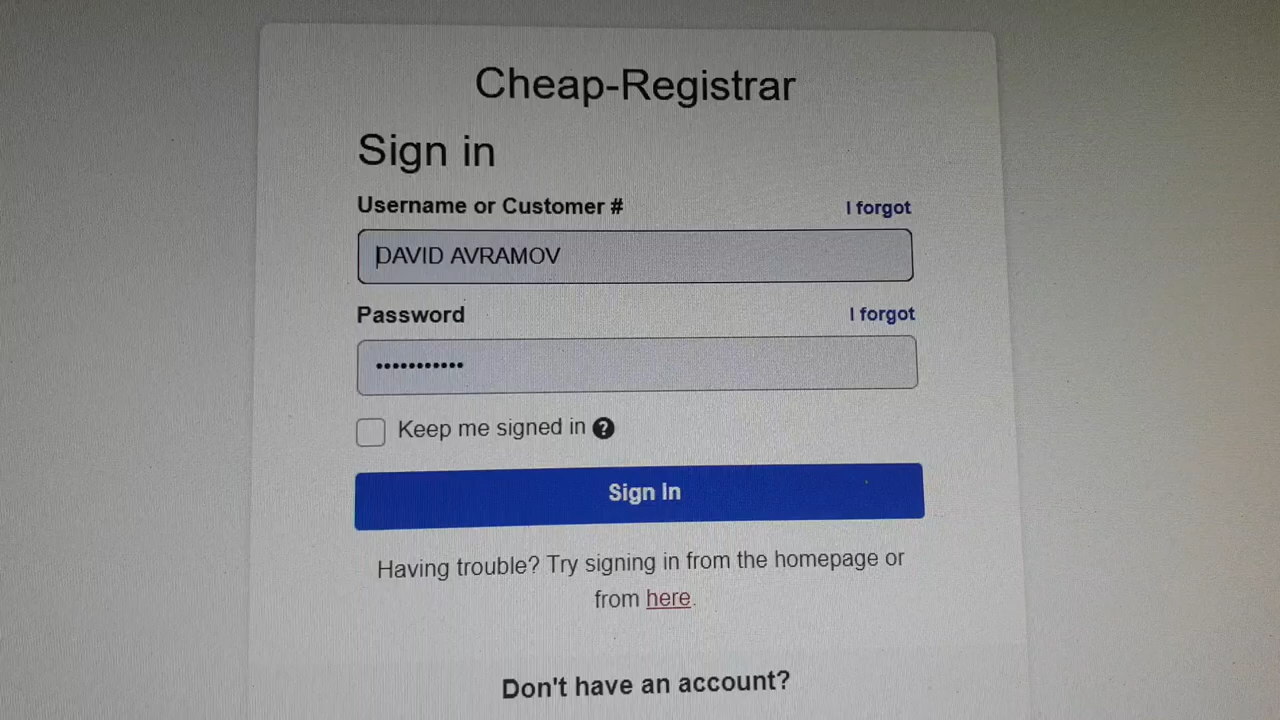 Cheap-Registrar
Sign in
Username or Customer #
I forgot
DAVID AVRAMOV
Password
I forgot
•••••••••••
Keep me signed in ?
Sign In
Having trouble? Try signing in from the homepage or
from here.
Don't have an account?